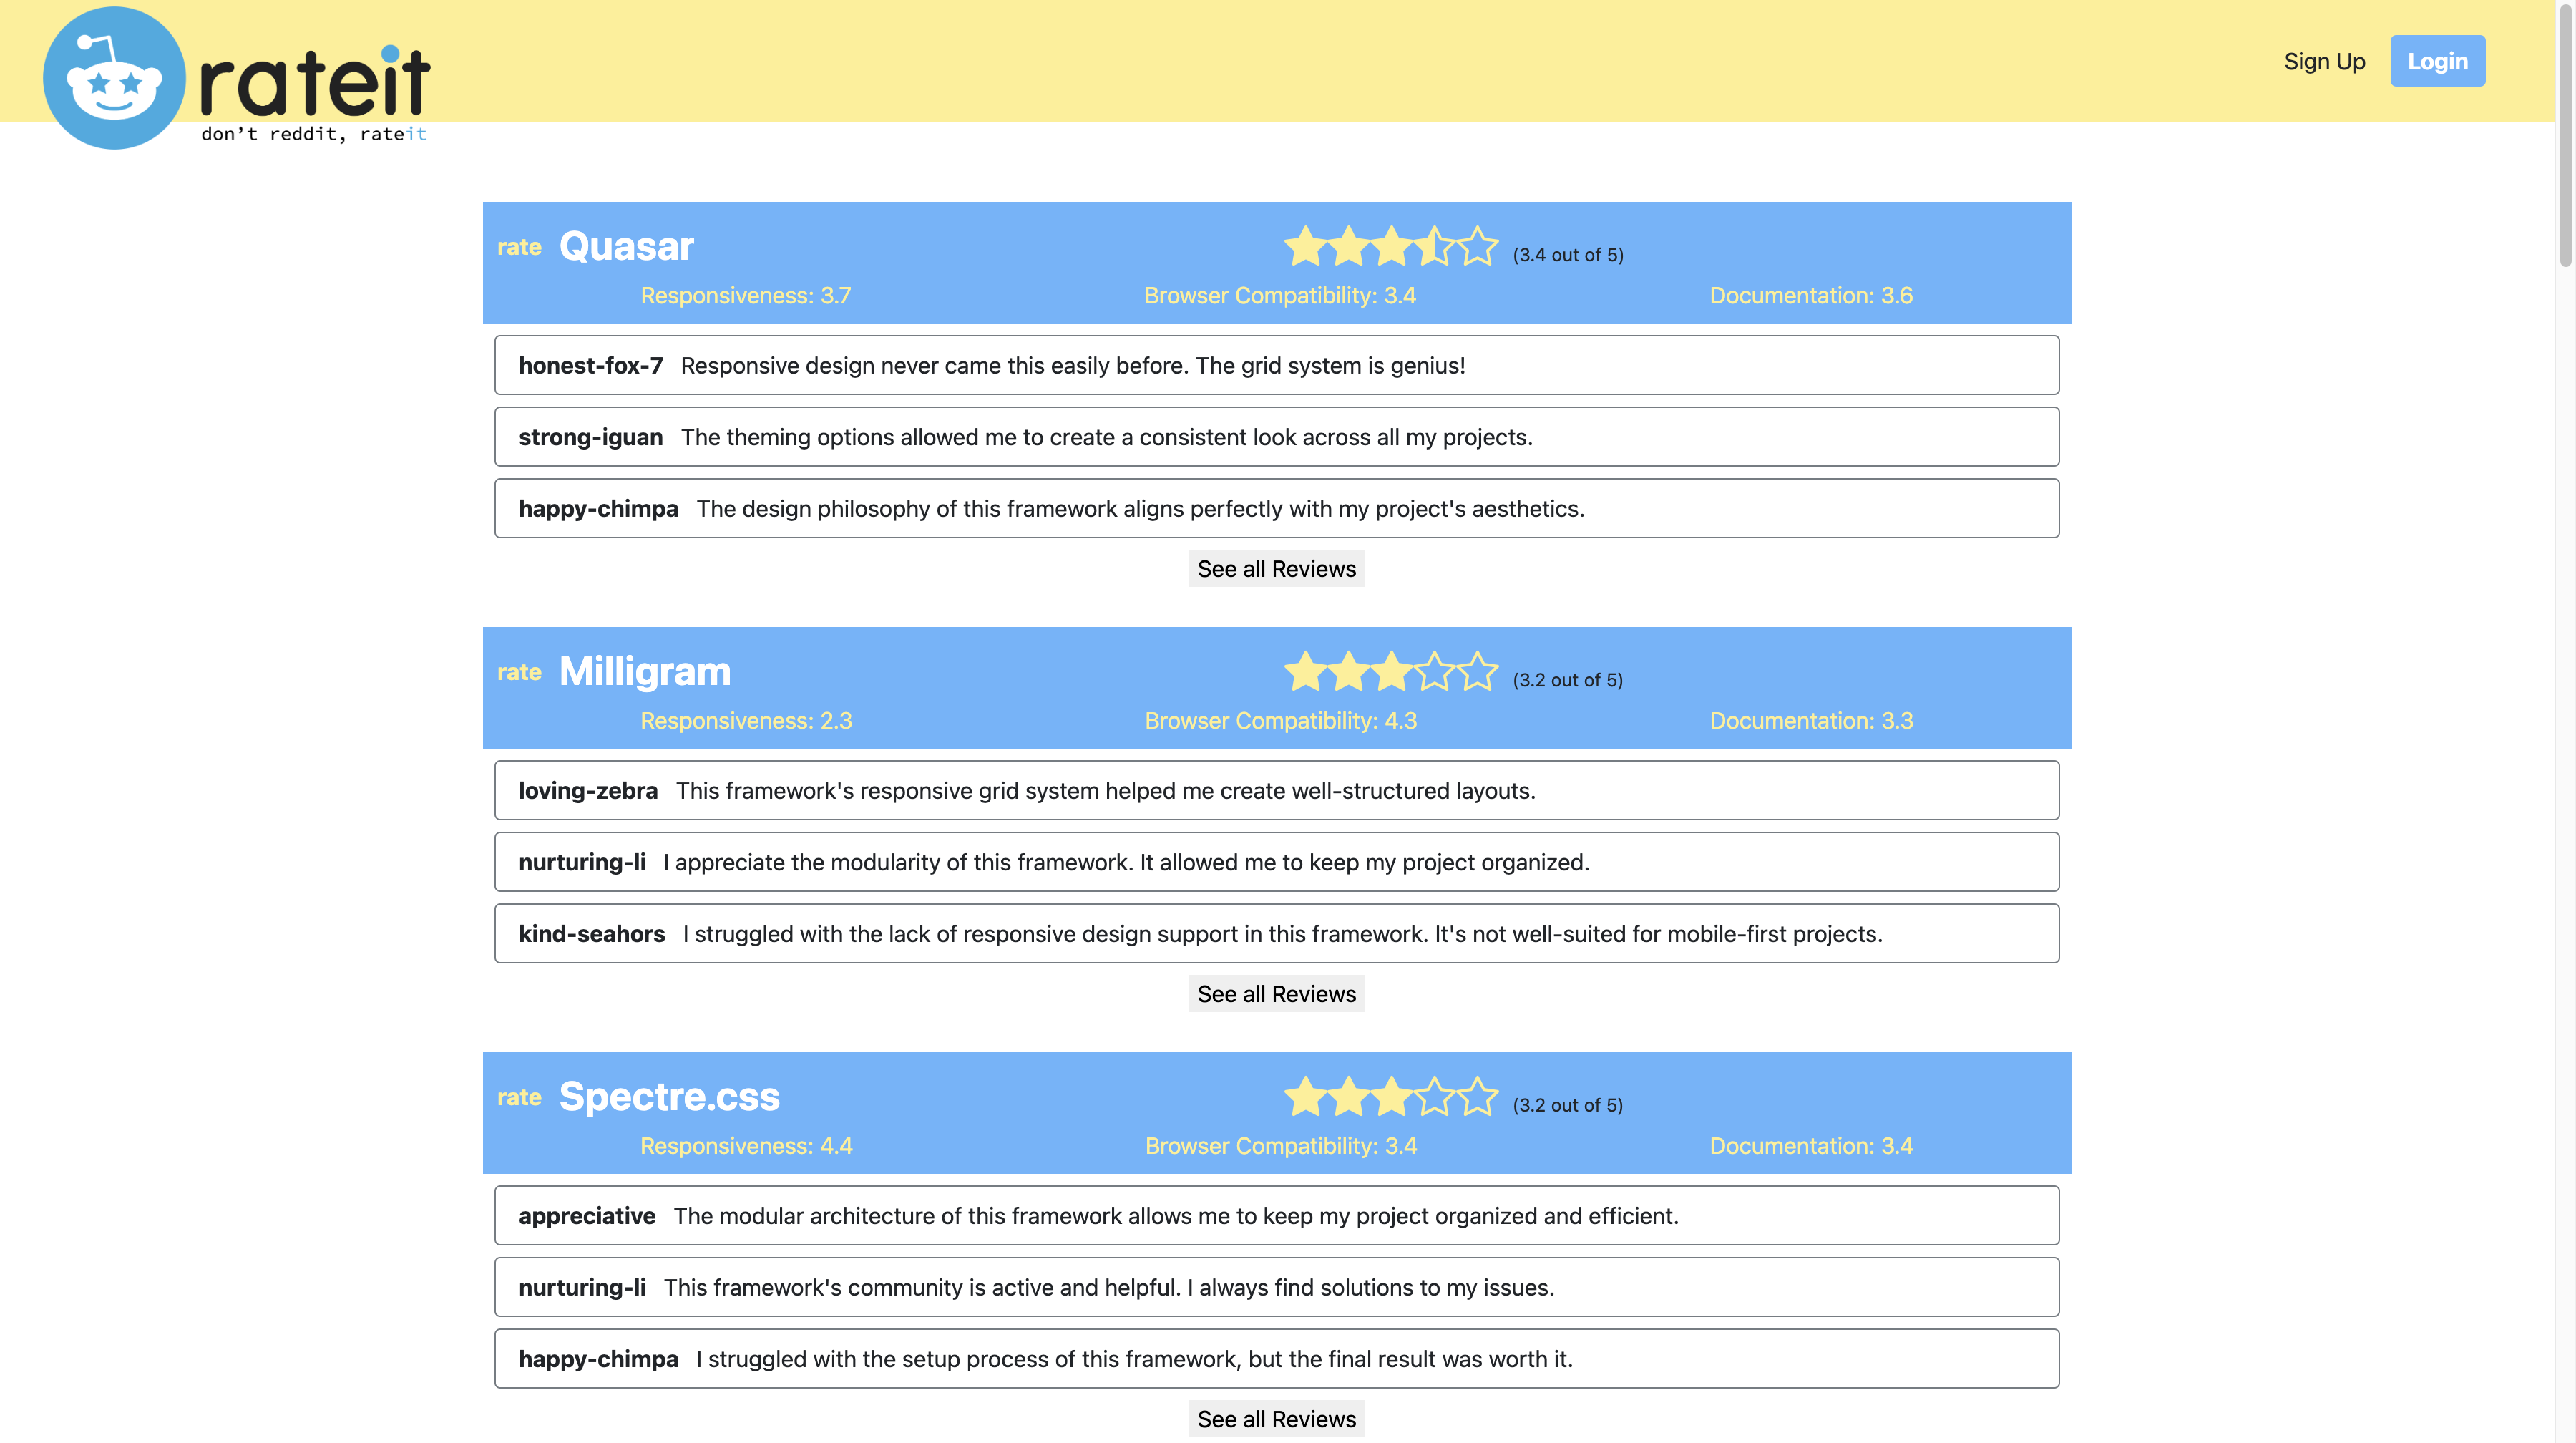 rateit
don't reddit, rateit
Sign Up Login
rate Quasar (3.4 out of 5)
Responsiveness: 3.7 Browser Compatibility: 3.4 Documentation: 3.6
honest-fox-7 Responsive design never came this easily before. The grid system is genius!
strong-iguan The theming options allowed me to create a consistent look across all my projects.
happy-chimpa The design philosophy of this framework aligns perfectly with my project's aesthetics.
See all Reviews
rate Milligram (3.2 out of 5)
Responsiveness: 2.3 Browser Compatibility: 4.3 Documentation: 3.3
loving-zebra This framework's responsive grid system helped me create well-structured layouts.
nurturing-li I appreciate the modularity of this framework. It allowed me to keep my project organized.
kind-seahors I struggled with the lack of responsive design support in this framework. It's not well-suited for mobile-first projects.
See all Reviews
rate Spectre.css (3.2 out of 5)
Responsiveness: 4.4 Browser Compatibility: 3.4 Documentation: 3.4
appreciative The modular architecture of this framework allows me to keep my project organized and efficient.
nurturing-li This framework's community is active and helpful. I always find solutions to my issues.
happy-chimpa I struggled with the setup process of this framework, but the final result was worth it.
See all Reviews